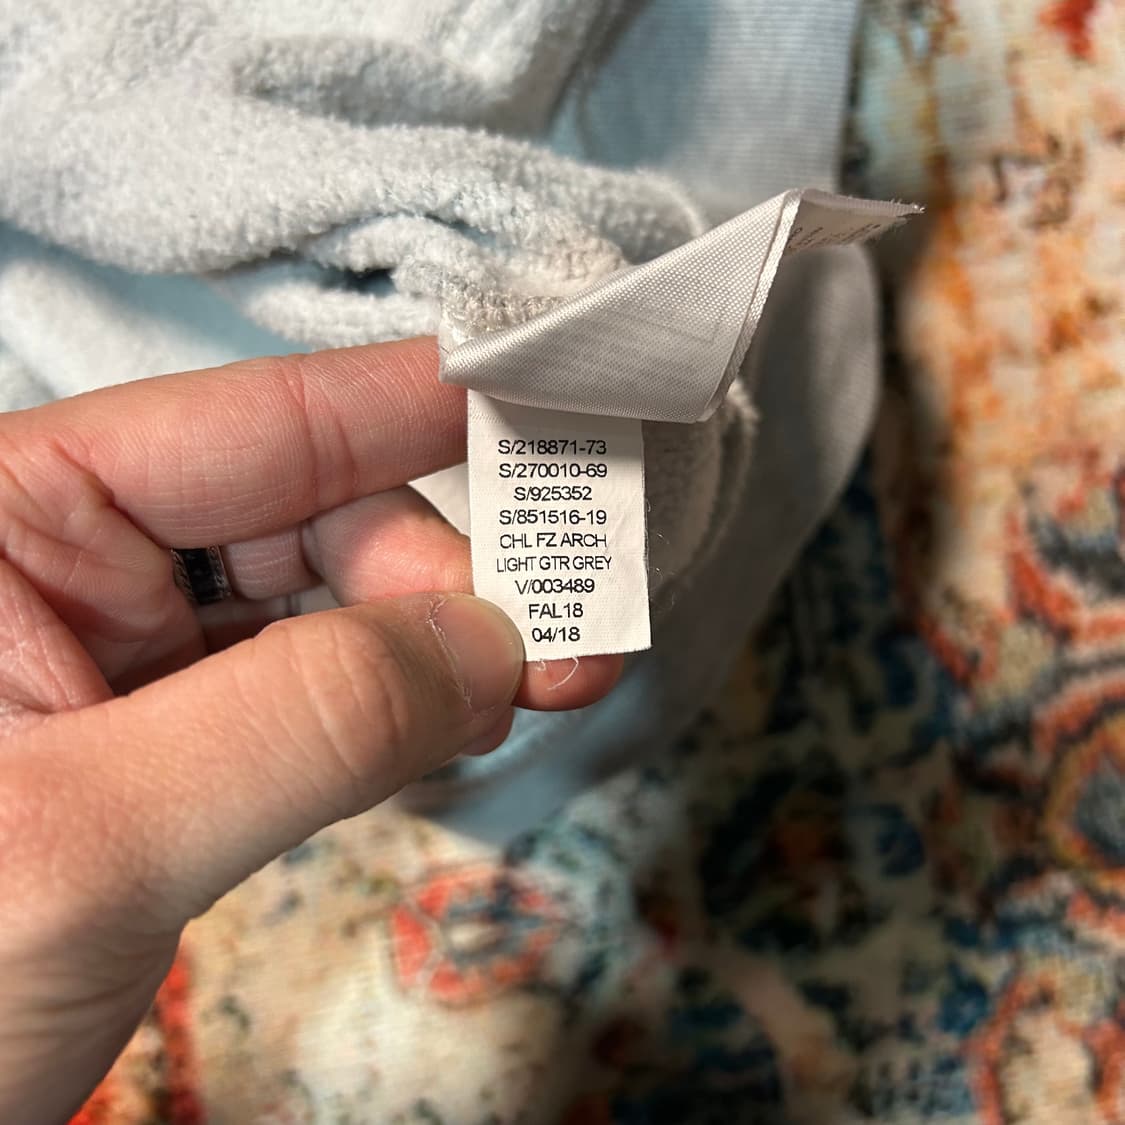 S/218871-73
S/270010-69
S/925352
S/851516-19
CHL FZ ARCH
LIGHT GTR GREY
V/003489
FAL18
04/18